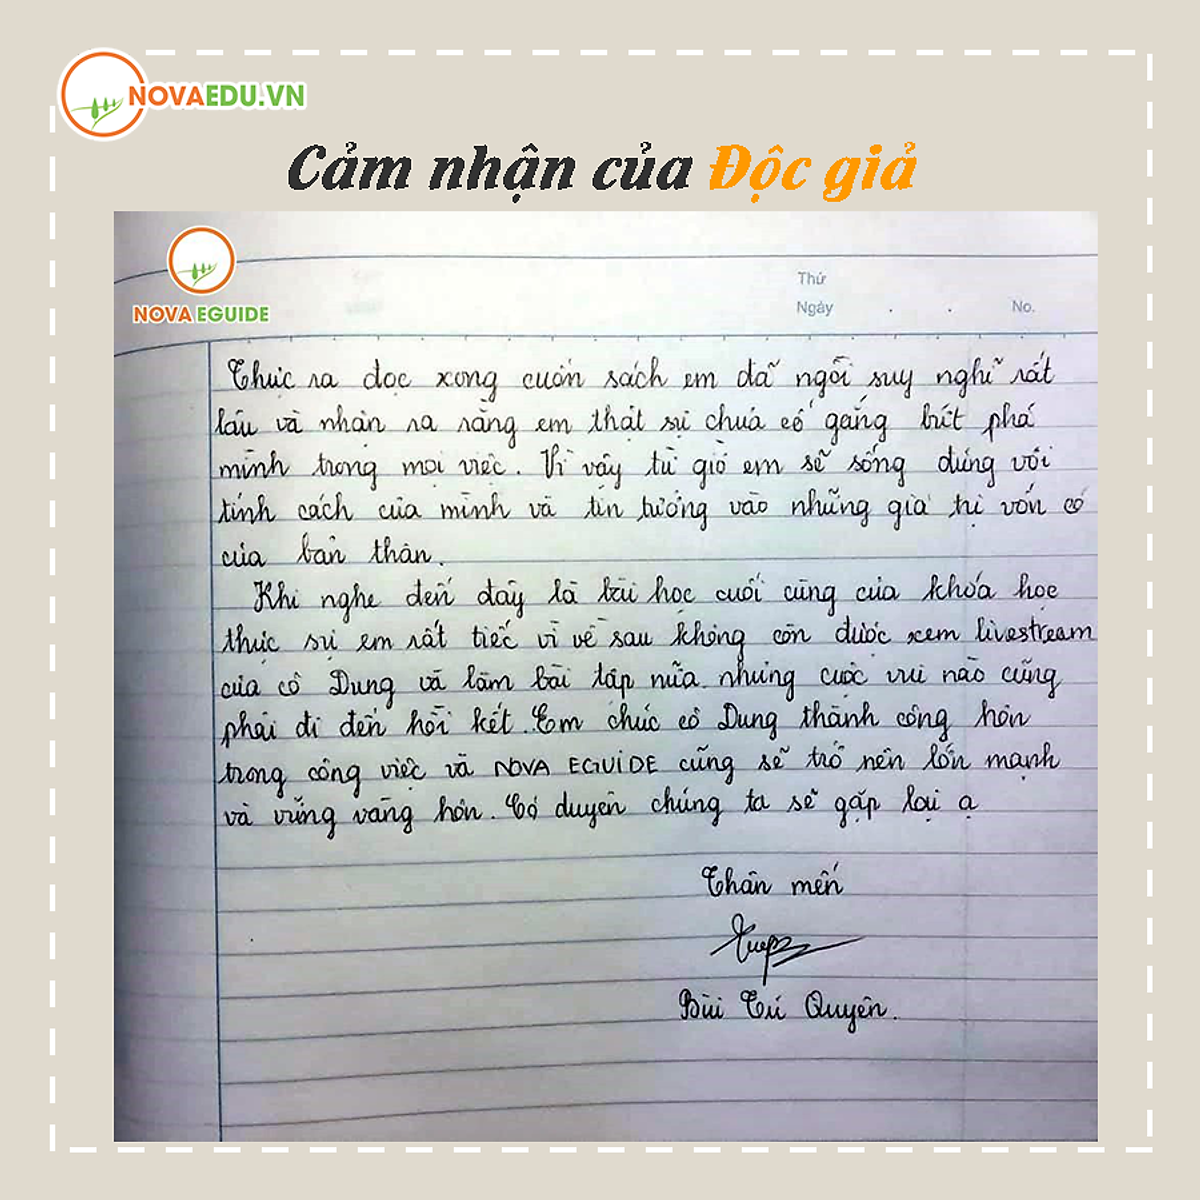 NOVAEDU.VN
Cảm nhận của Độc giả
NOVA EGUIDE
Thứ
Ngày . . No.
Thực ra đọc xong cuốn sách em đã ngồi suy nghĩ rất
lâu và nhận ra rằng em thật sự chưa cố gắng bứt phá
mình trong mọi việc. Vì vậy từ giờ em sẽ sống đúng với
tính cách của mình và tin tưởng vào những giá trị vốn có
của bản thân.
Khi nghe đến đây là bài học cuối cùng của khóa học
thực sự em rất tiếc vì về sau không còn được xem livestream
của cô Dung và làm bài tập nữa. nhưng cuộc vui nào cũng
phải đi đến hồi kết. Em chúc cô Dung thành công hơn
trong công việc và NOVA EGUIDE cũng sẽ trở nên lớn mạnh
và vững vàng hơn. Có duyên chúng ta sẽ gặp lại ạ
Thân mến
Bùi Tú Quyên.